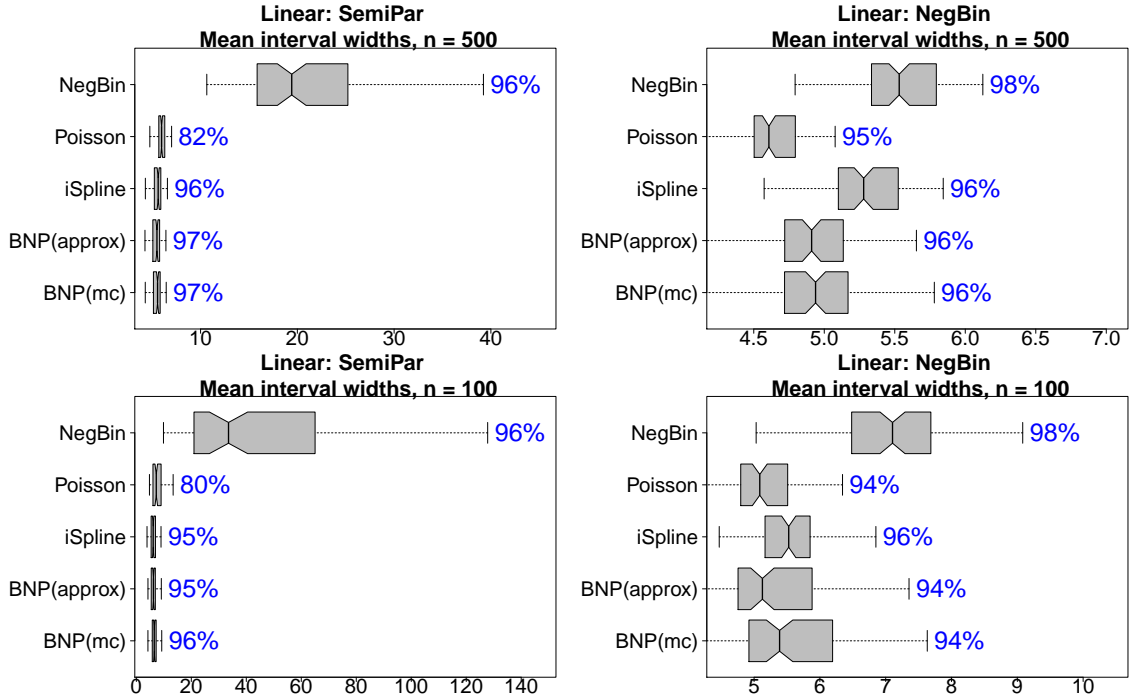 Linear: SemiPar
Mean interval widths, n = 500
NegBin
96%
Poisson
82%
iSpline
96%
BNP(approx)
97%
BNP(mc)
97%
10 20 30 40
Linear: NegBin
Mean interval widths, n = 500
NegBin
98%
Poisson
95%
iSpline
96%
BNP(approx)
96%
BNP(mc)
96%
4.5 5.0 5.5 6.0 6.5 7.0
Linear: SemiPar
Mean interval widths, n = 100
NegBin
96%
Poisson
80%
iSpline
95%
BNP(approx)
95%
BNP(mc)
96%
0 20 40 60 80 100 120 140
Linear: NegBin
Mean interval widths, n = 100
NegBin
98%
Poisson
94%
iSpline
96%
BNP(approx)
94%
BNP(mc)
94%
5 6 7 8 9 10